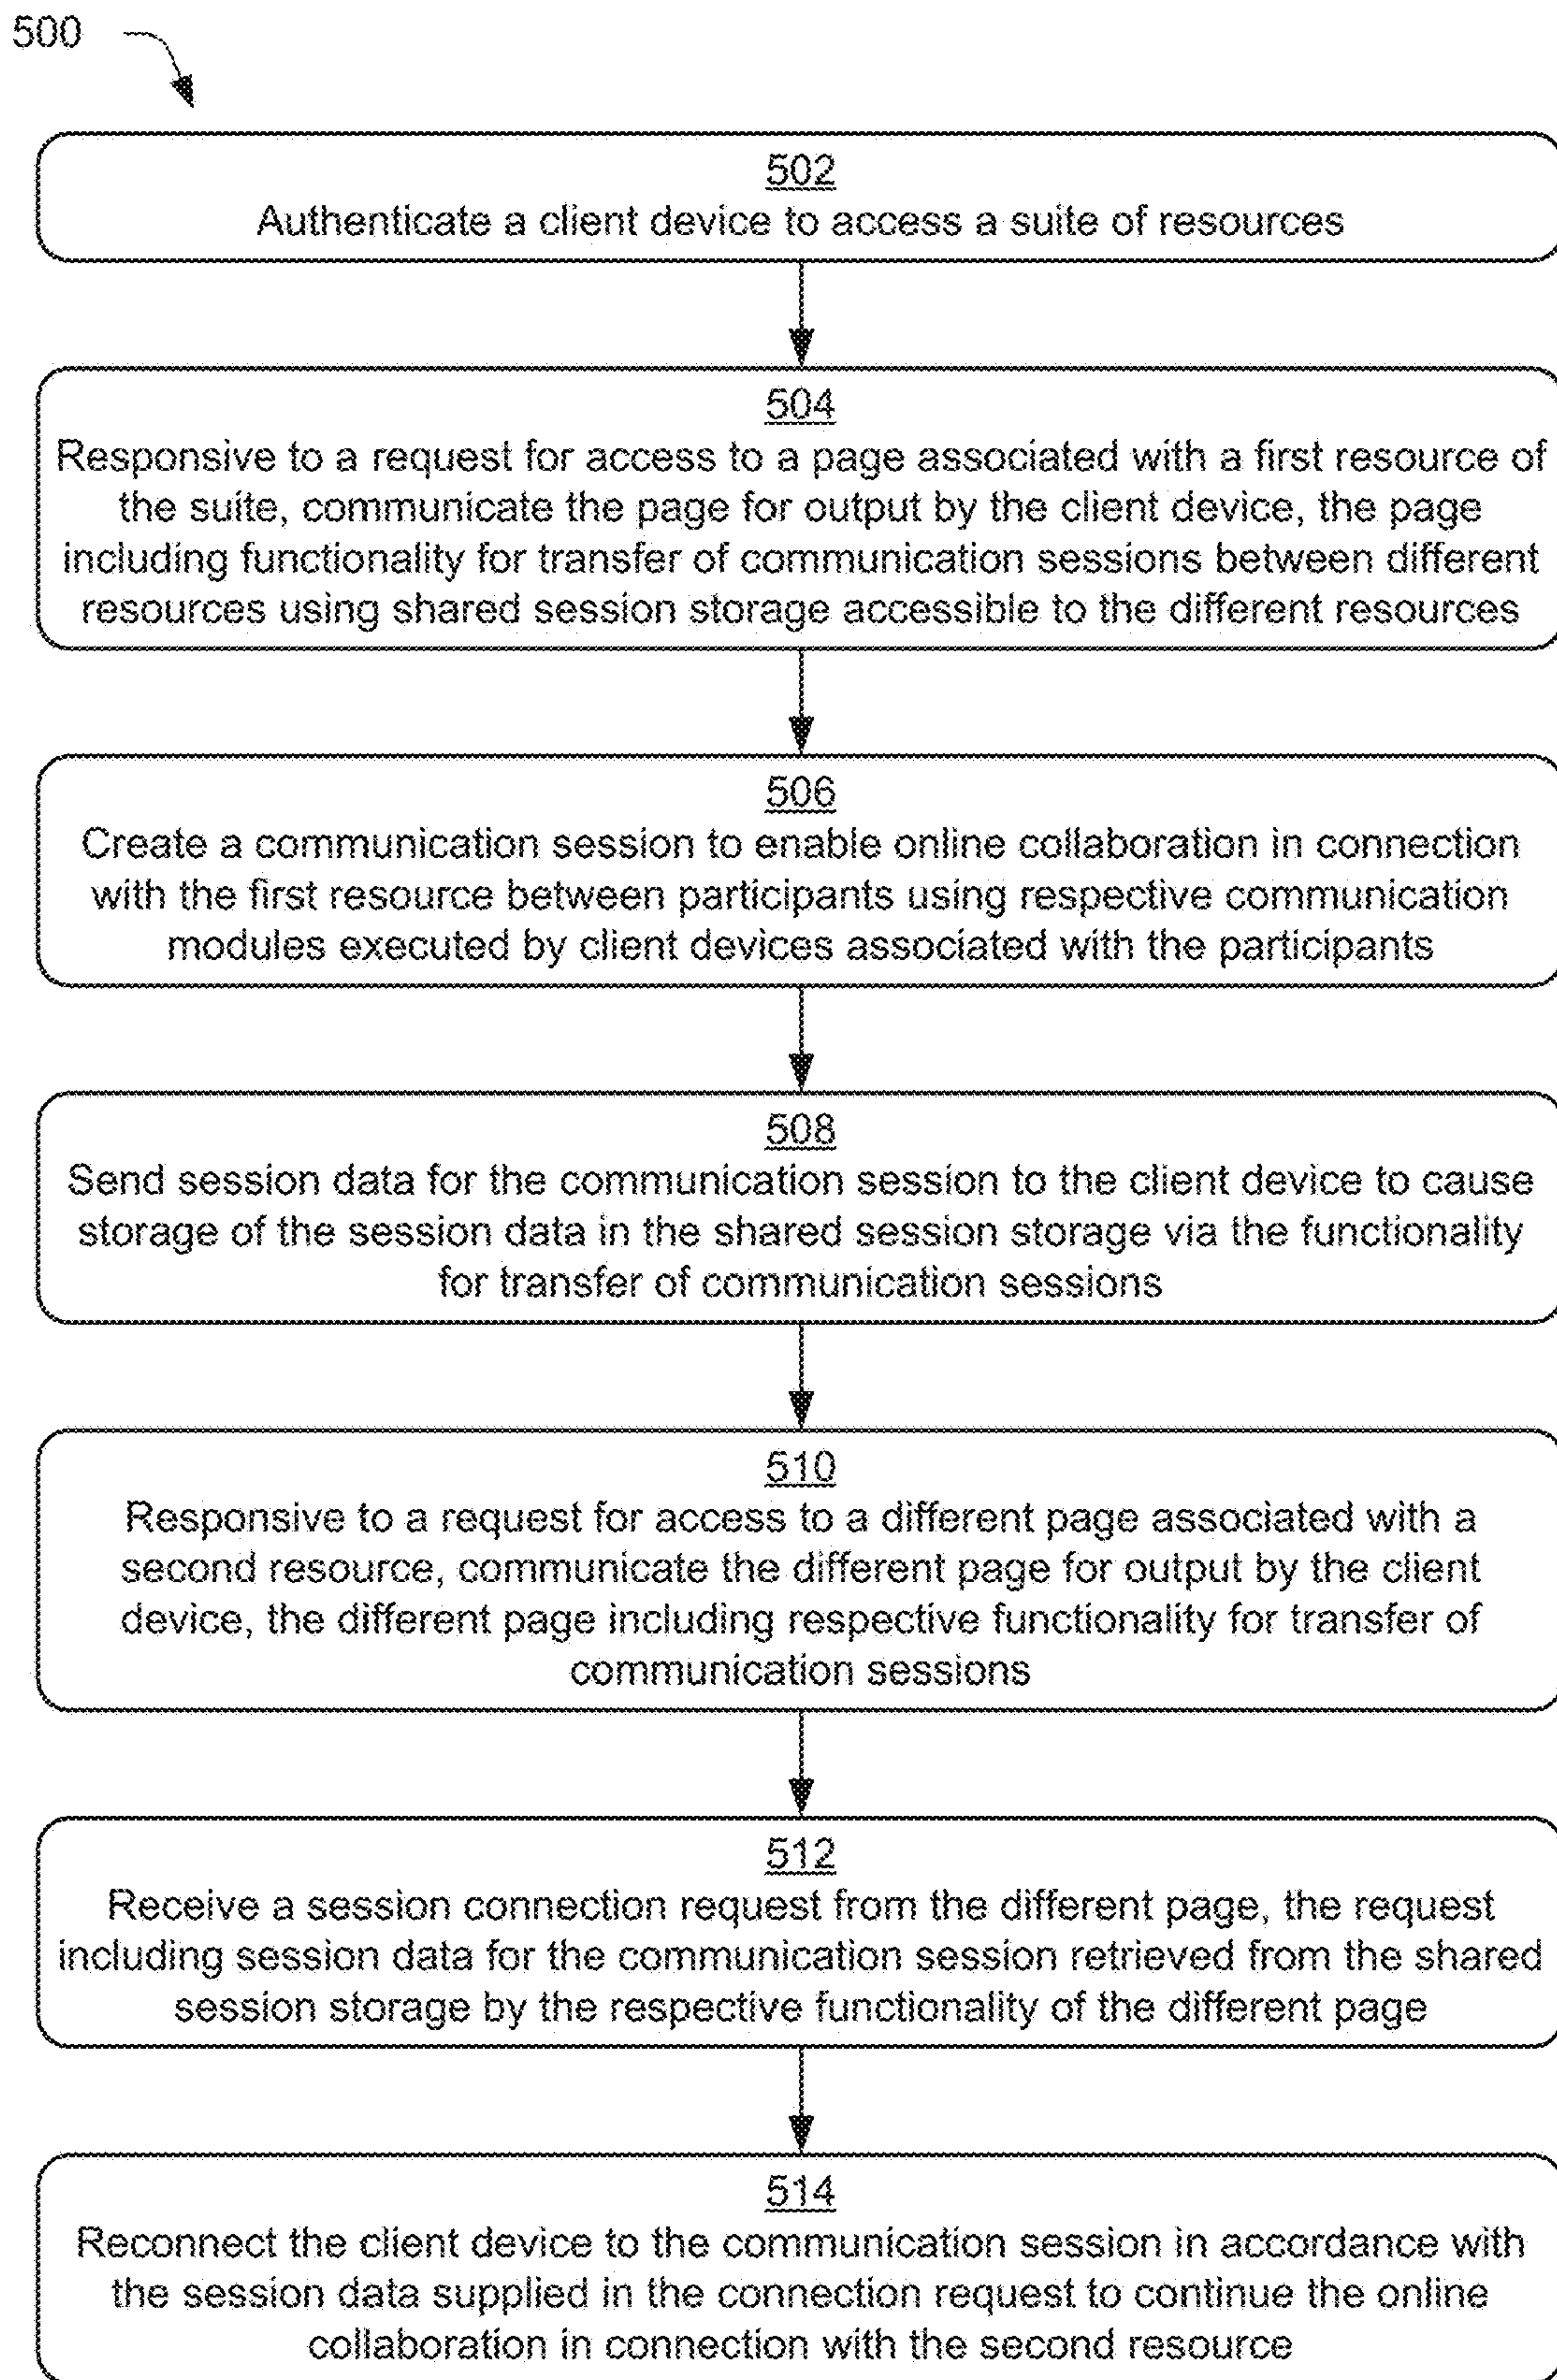 500
502
Authenticate a client device to access a suite of resources
504
Responsive to a request for access to a page associated with a first resource of
the suite, communicate the page for output by the client device, the page
including functionality for transfer of communication sessions between different
resources using shared session storage accessible to the different resources
506
Create a communication session to enable online collaboration in connection
with the first resource between participants using respective communication
modules executed by client devices associated with the participants
508
Send session data for the communication session to the client device to cause
storage of the session data in the shared session storage via the functionality
for transfer of communication sessions
510
Responsive to a request for access to a different page associated with a
second resource, communicate the different page for output by the client
device, the different page including respective functionality for transfer of
communication sessions
512
Receive a session connection request from the different page, the request
including session data for the communication session retrieved from the shared
session storage by the respective functionality of the different page
514
Reconnect the client device to the communication session in accordance with
the session data supplied in the connection request to continue the online
collaboration in connection with the second resource